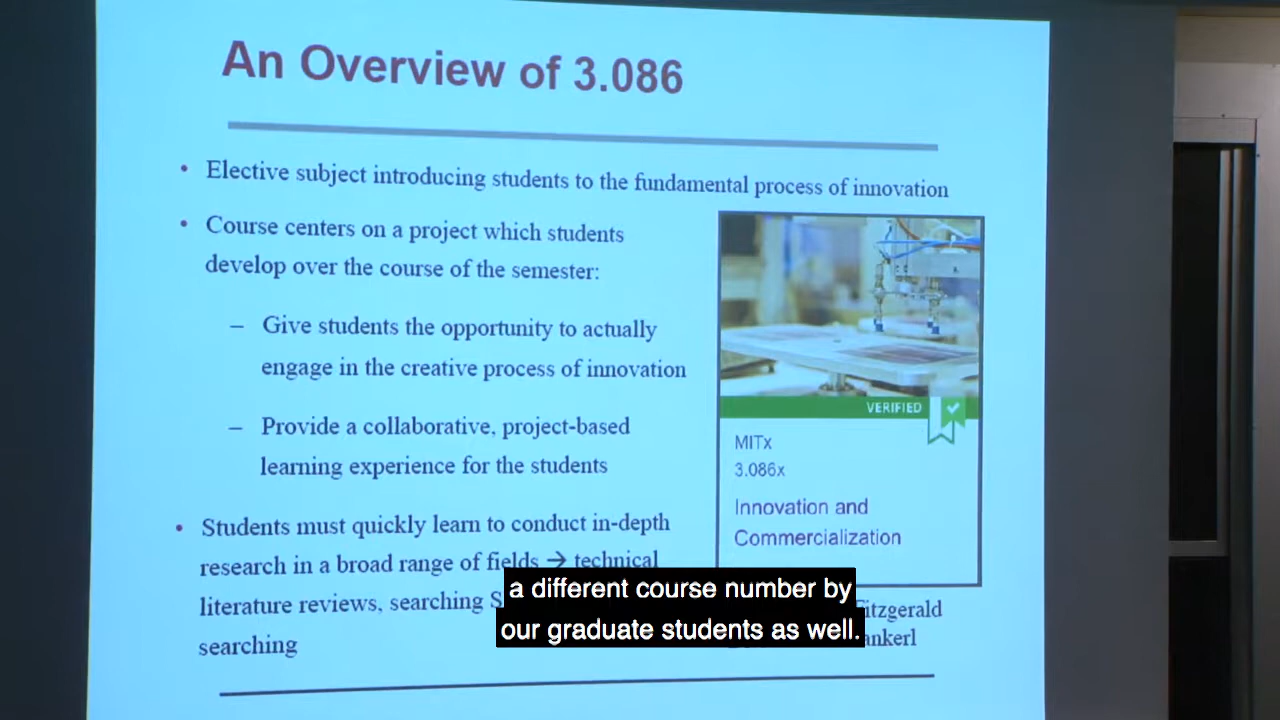 An Overview of 3.086
• Elective subject introducing students to the fundamental process of innovation
• Course centers on a project which students
develop over the course of the semester:
– Give students the opportunity to actually
engage in the creative process of innovation
– Provide a collaborative, project-based
learning experience for the students
• Students must quickly learn to conduct in-depth
research in a broad range of fields → technical
literature reviews, searching
searching
VERIFIED
MITx
3.086x
Innovation and
Commercialization
a different course number by
our graduate students as well.